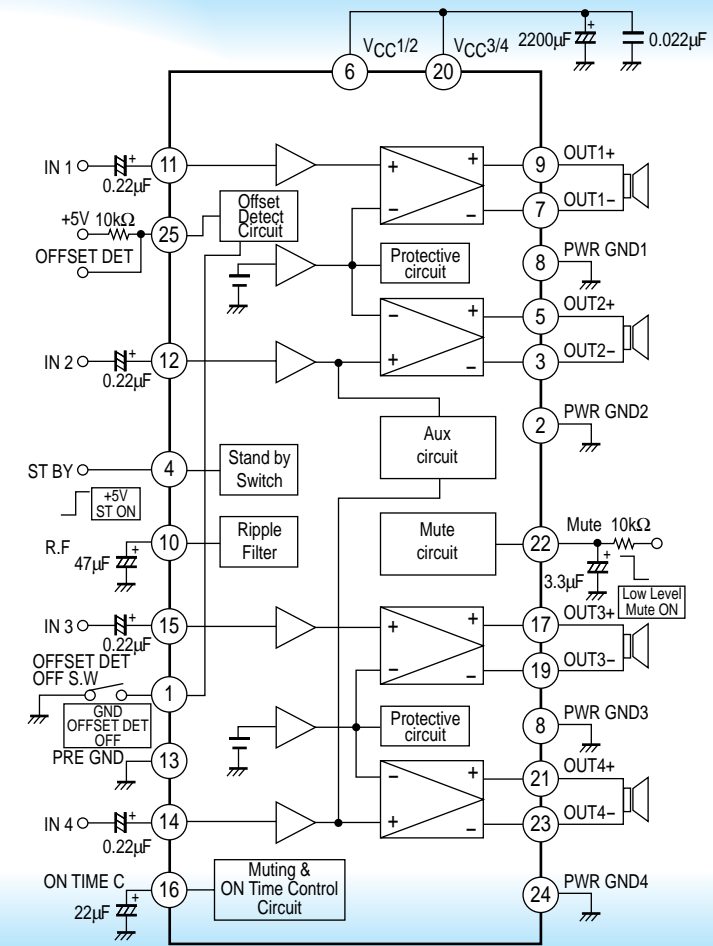 2200µF + 0.022µF
VCC1/2 VCC3/4
6 20
IN 1 + 11
0.22µF
+ + 9 OUT1+
− − 7 OUT1−
+5V 10kΩ
25
OFFSET DET
Offset
Detect
Circuit
Protective
circuit
8 PWR GND1
− + 5 OUT2+
+ − 3 OUT2−
IN 2 + 12
0.22µF
2 PWR GND2
Aux
circuit
ST BY 4
Stand by
Switch
+5V
ST ON
R.F
+ 10
47µF
Ripple
Filter
Mute
circuit
22 Mute 10kΩ
+
3.3µF
Low Level
Mute ON
IN 3 + 15
0.22µF
+ + 17 OUT3+
− − 19 OUT3−
OFFSET DET
OFF S.W
1
GND
OFFSET DET
OFF
Protective
circuit
8 PWR GND3
PRE GND
13
− + 21 OUT4+
+ − 23 OUT4−
IN 4 + 14
0.22µF
ON TIME C
+ 16
22µF
Muting &
ON Time Control
Circuit
24 PWR GND4